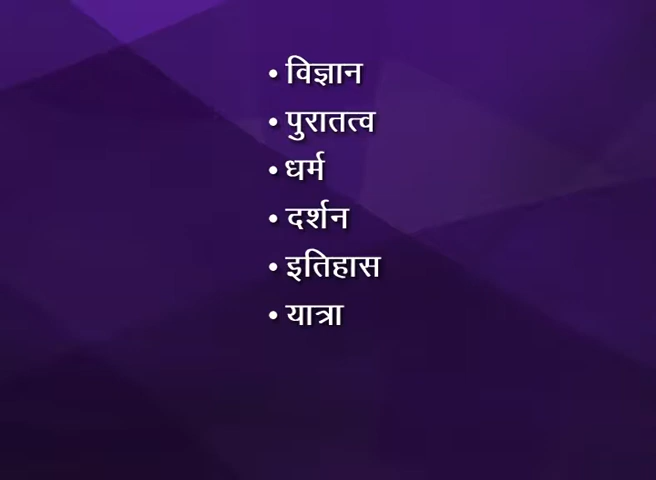 • विज्ञान
• पुरातत्व
• धर्म
• दर्शन
• इतिहास
• यात्रा